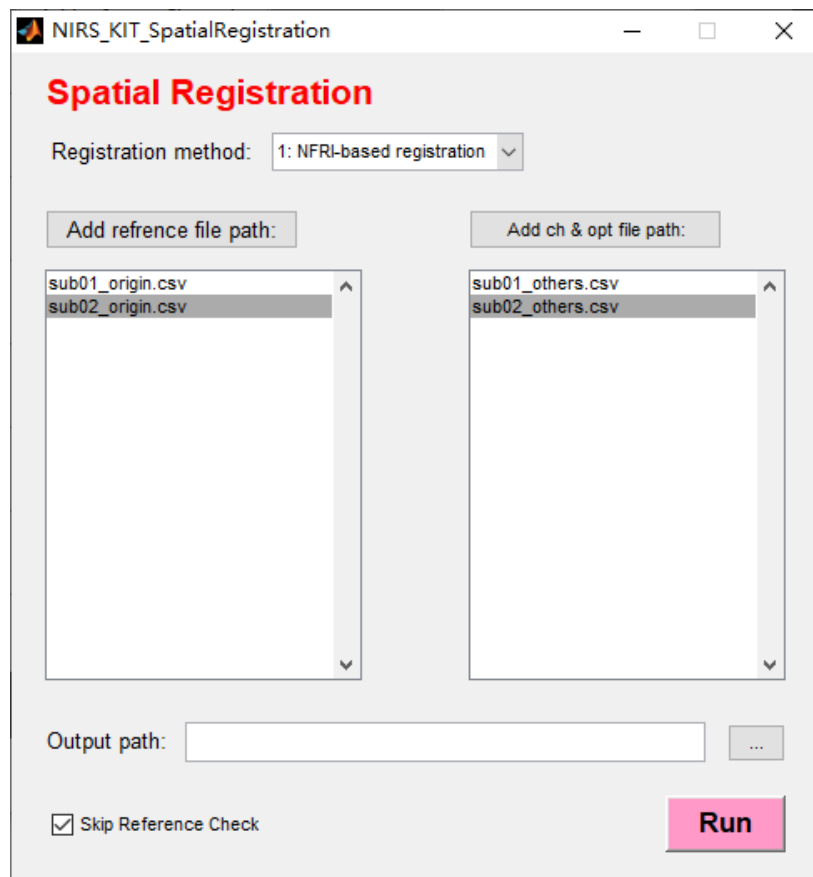 NIRS_KIT_SpatialRegistration
Spatial Registration
Registration method: 1: NFRI-based registration
Add refrence file path: Add ch & opt file path:
sub01_origin.csv sub01_others.csv
sub02_origin.csv sub02_others.csv
Output path: ...
Skip Reference Check Run